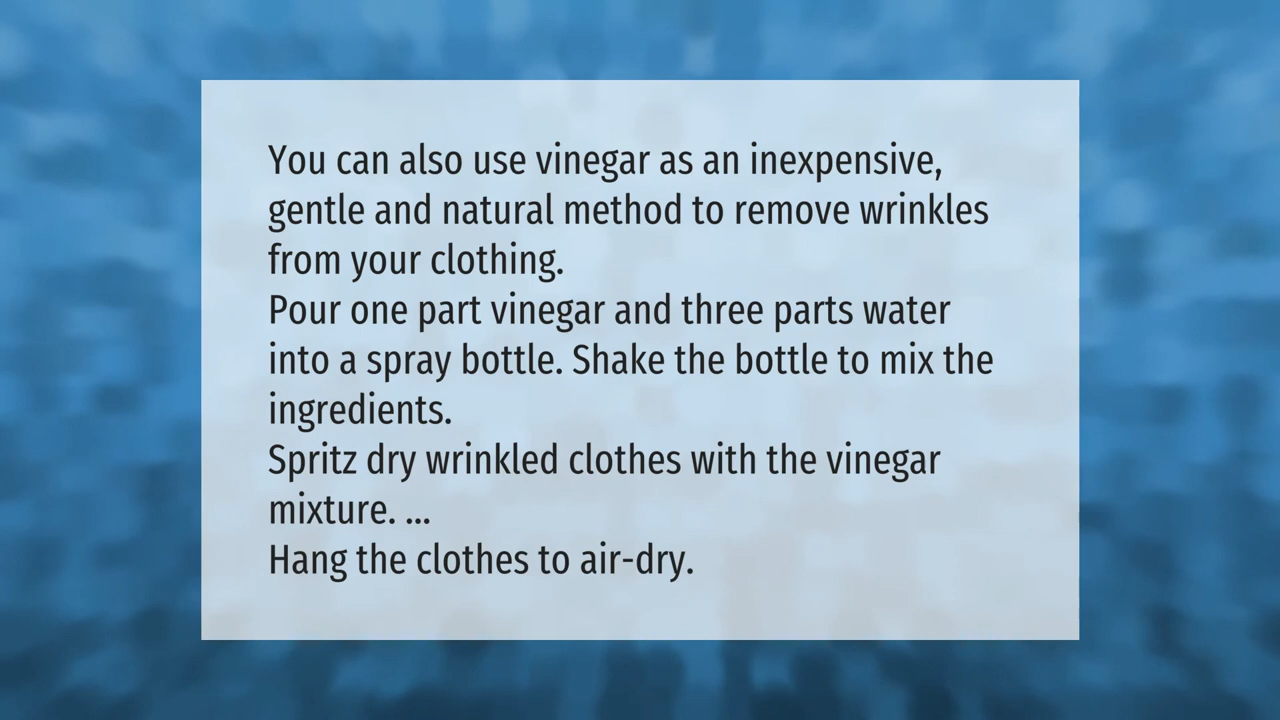 You can also use vinegar as an inexpensive,
gentle and natural method to remove wrinkles
from your clothing.
Pour one part vinegar and three parts water
into a spray bottle. Shake the bottle to mix the
ingredients.
Spritz dry wrinkled clothes with the vinegar
mixture. ...
Hang the clothes to air-dry.